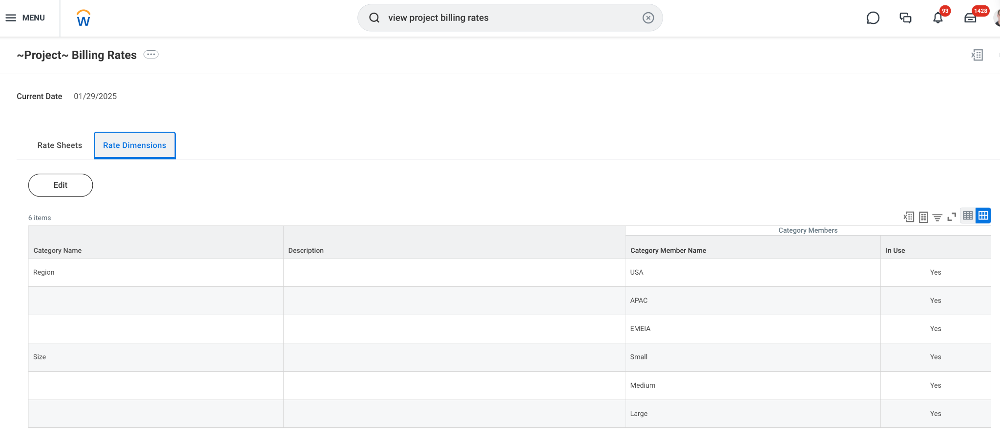 MENU
view project billing rates
93
1428
~Project~ Billing Rates
Current Date 01/29/2025
Rate Sheets Rate Dimensions
Edit
6 items
Category Members
Category Name Description Category Member Name In Use
Region USA Yes
APAC Yes
EMEIA Yes
Size Small Yes
Medium Yes
Large Yes